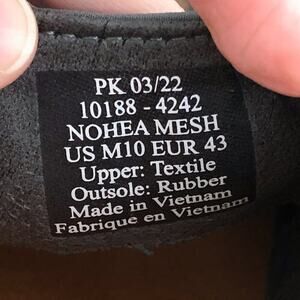 PK 03/22
10188 - 4242
NOHEA MESH
US M10 EUR 43
Upper: Textile
Outsole: Rubber
Made in Vietnam
Fabrique en Vietnam